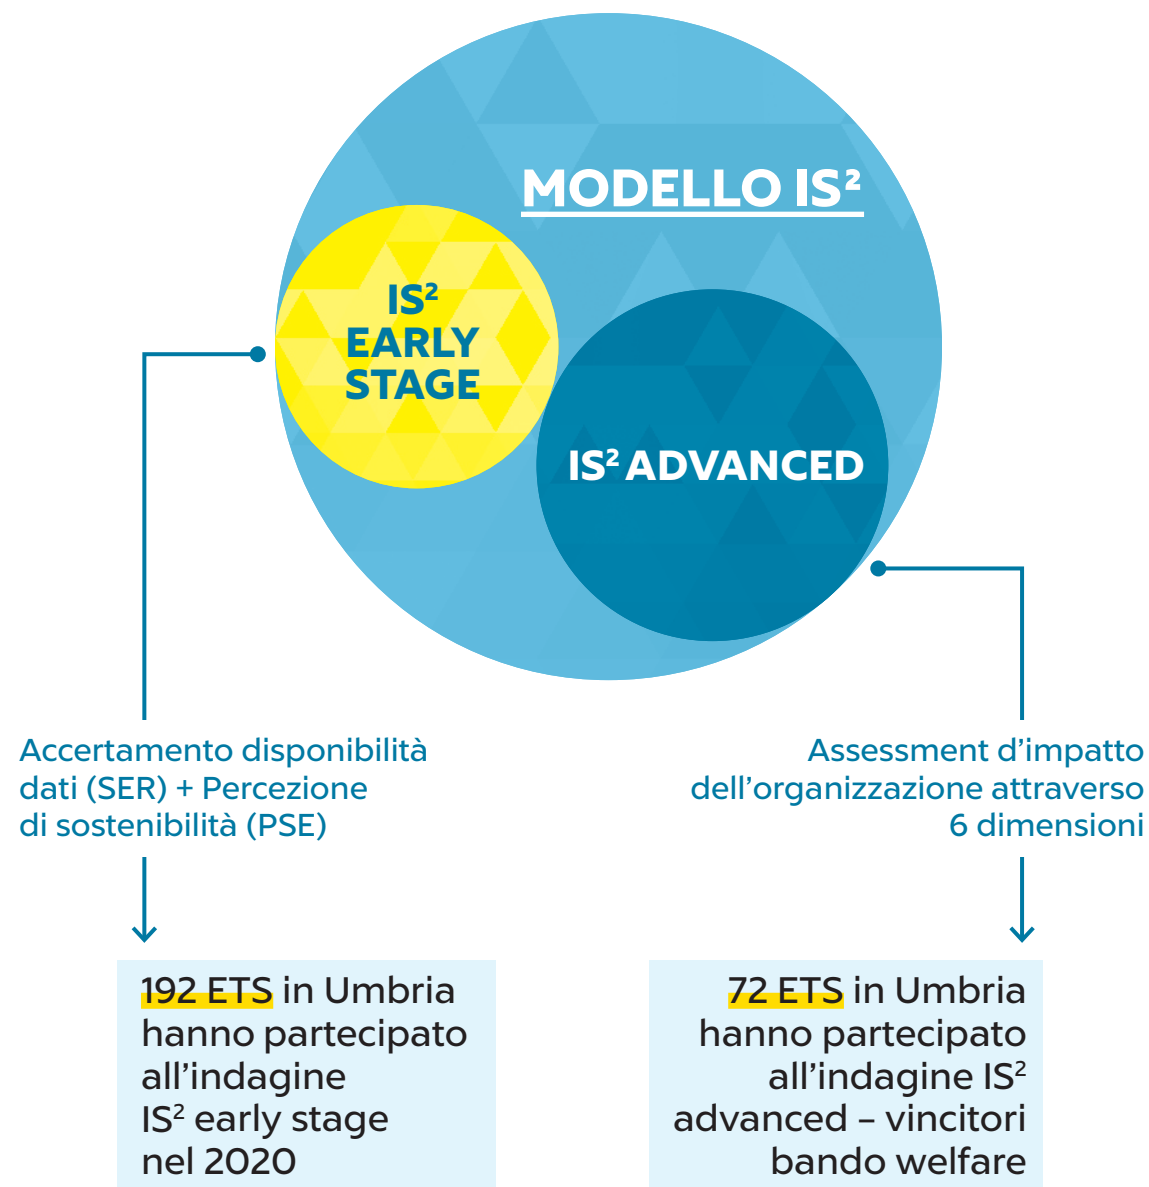 MODELLO IS²
IS²
EARLY
STAGE
IS² ADVANCED
Accertamento disponibilità
dati (SER) + Percezione
di sostenibilità (PSE)
Assessment d’impatto
dell’organizzazione attraverso
6 dimensioni
192 ETS in Umbria
hanno partecipato
all’indagine
IS² early stage
nel 2020
72 ETS in Umbria
hanno partecipato
all’indagine IS²
advanced – vincitori
bando welfare